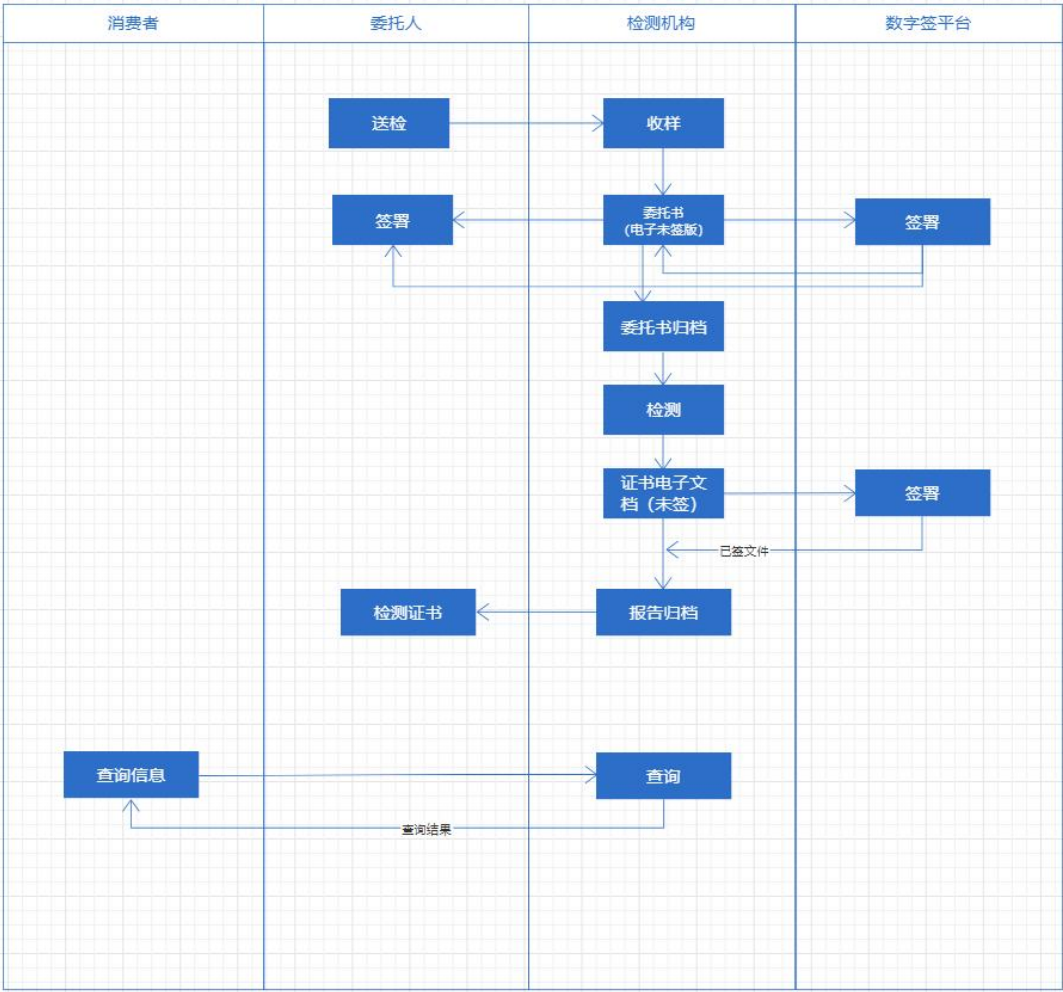 消费者
委托人
检测机构
数字签平台
送检
收样
签署
委托书
（电子未签版）
签署
委托书归档
检测
证书电子文
档（未签）
签署
已签文件
检测证书
报告归档
查询信息
查询
查询结果